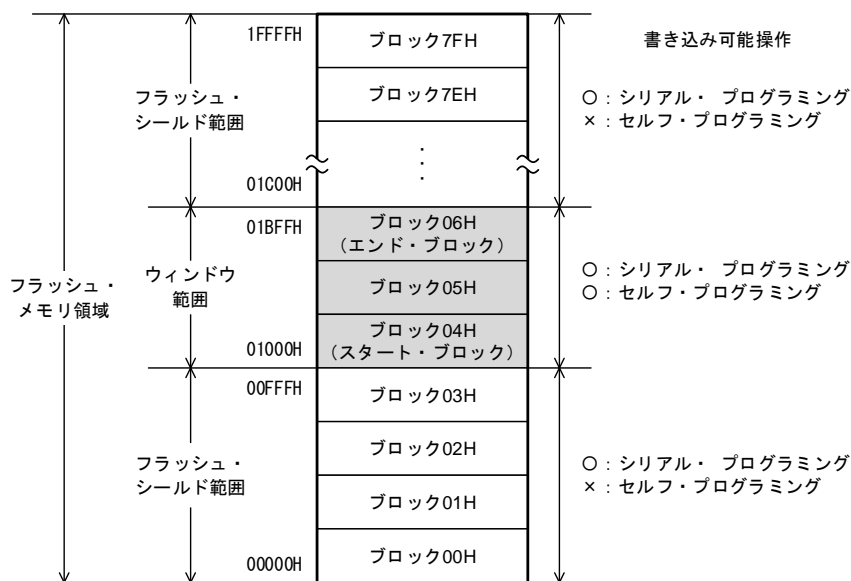 1FFFFH
ブロック7FH
書き込み可能操作
ブロック7EH
フラッシュ・
シールド範囲
○：シリアル・ プログラミング
×：セルフ・プログラミング
01C00H
01BFFH
ブロック06H
（エンド・ブロック）
フラッシュ・
メモリ領域
ウィンドウ
範囲
ブロック05H
○：シリアル・ プログラミング
○：セルフ・プログラミング
01000H
ブロック04H
（スタート・ブロック）
00FFFH
ブロック03H
ブロック02H
フラッシュ・
シールド範囲
○：シリアル・ プログラミング
×：セルフ・プログラミング
ブロック01H
00000H
ブロック00H